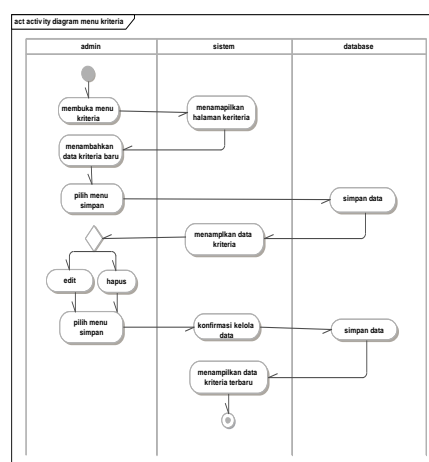 act activity diagram menu kriteria
admin
sistem
database
membuka menu
kriteria
menamapilkan
halaman keriteria
menambahkan
data kriteria baru
pilih menu
simpan
simpan data
menamplkan data
kriteria
edit
hapus
pilih menu
simpan
konfirmasi kelola
data
simpan data
menampilkan data
kriteria terbaru